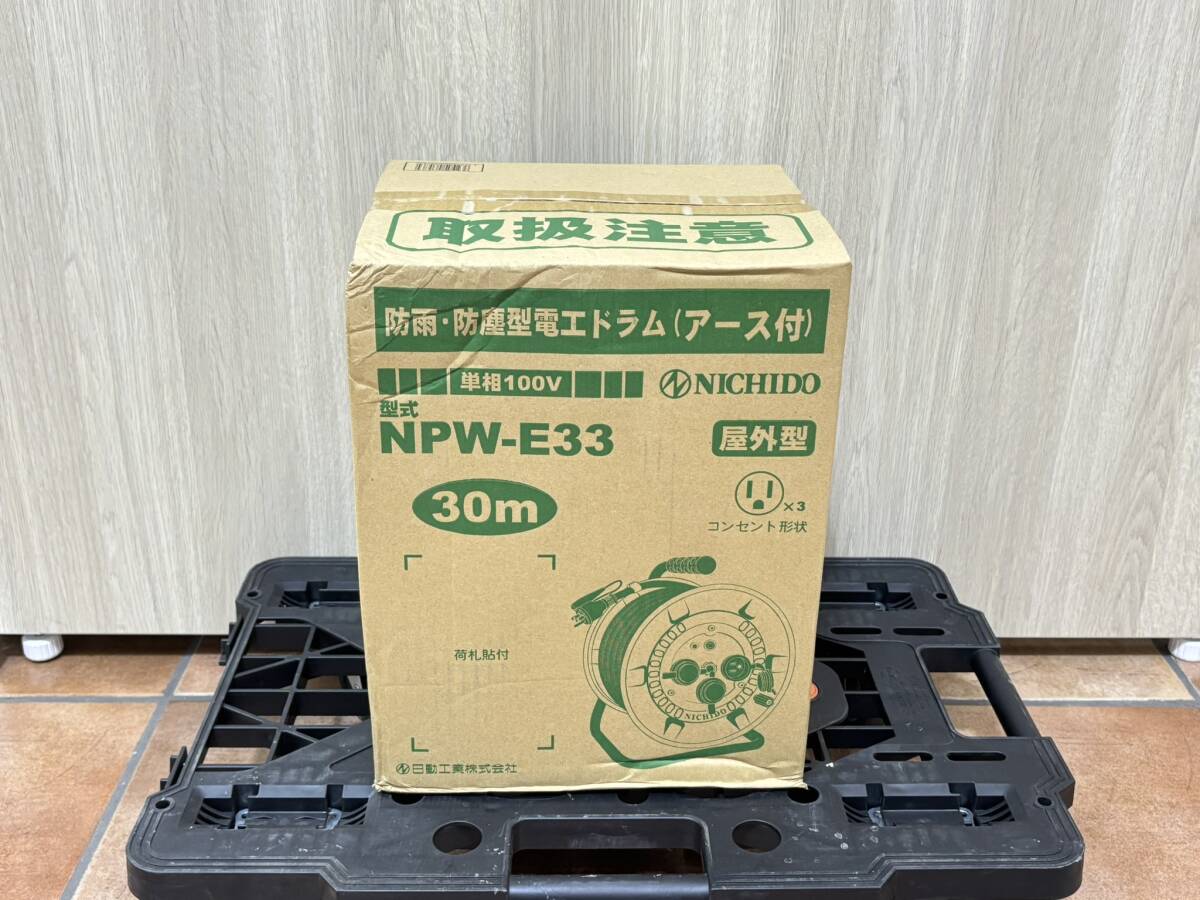 取扱注意
防雨・防塵型電工ドラム(アース付)
単相100V
NICHIDO
型式
NPW-E33
屋外型
30m
×3
コンセント形状
荷札貼付
NICHIDO
日動工業株式会社